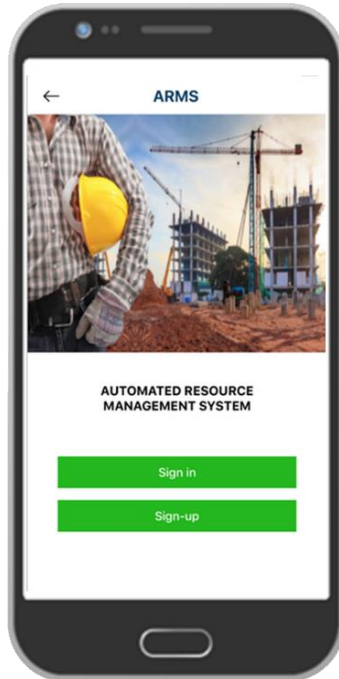 ARMS
AUTOMATED RESOURCE
MANAGEMENT SYSTEM
Sign in
Sign-up